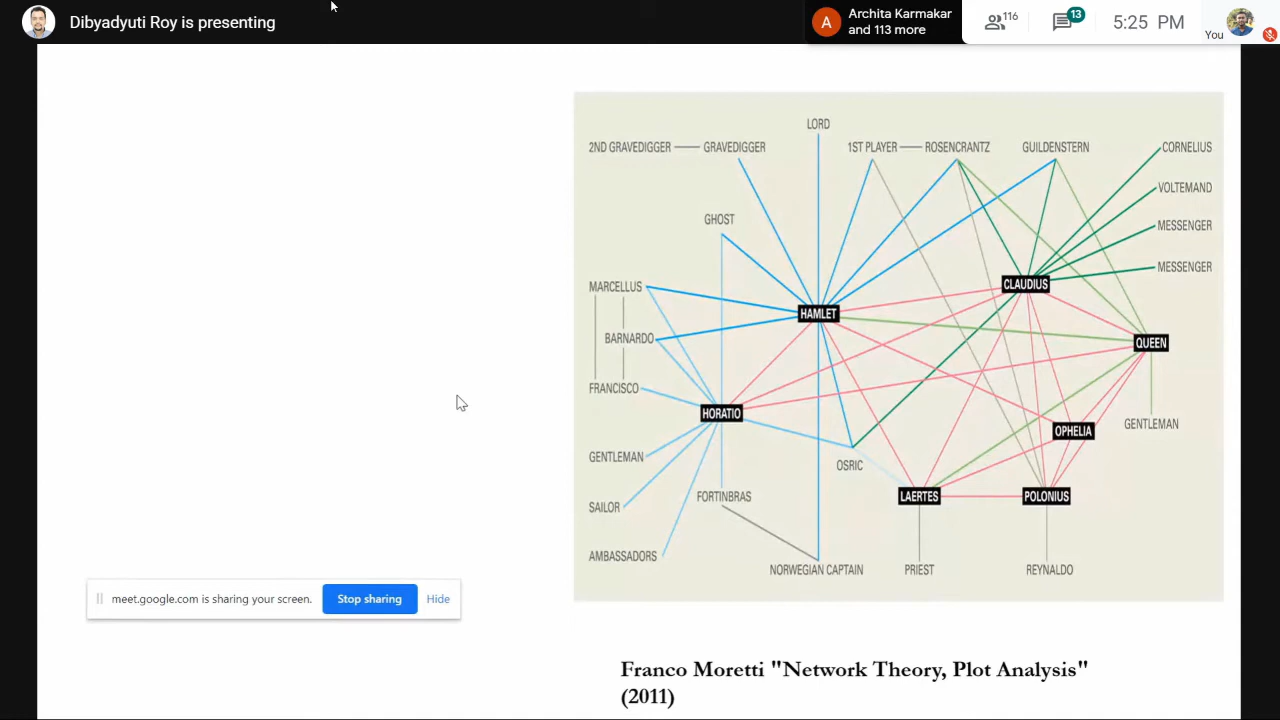 Dibyadyuti Roy is presenting
A
Archita Karmakar
and 113 more
116
13
5:25 PM
You
LORD
2ND GRAVEDIGGER
GRAVEDIGGER
1ST PLAYER
ROSENCRANTZ
GUILDENSTERN
CORNELIUS
VOLTEMAND
GHOST
MESSENGER
MESSENGER
MARCELLUS
CLAUDIUS
HAMLET
BARNARDO
QUEEN
FRANCISCO
HORATIO
GENTLEMAN
OPHELIA
GENTLEMAN
OSRIC
FORTINBRAS
LAERTES
POLONIUS
SAILOR
AMBASSADORS
NORWEGIAN CAPTAIN
PRIEST
REYNALDO
meet.google.com is sharing your screen.
Stop sharing
Hide
Franco Moretti "Network Theory, Plot Analysis"
(2011)